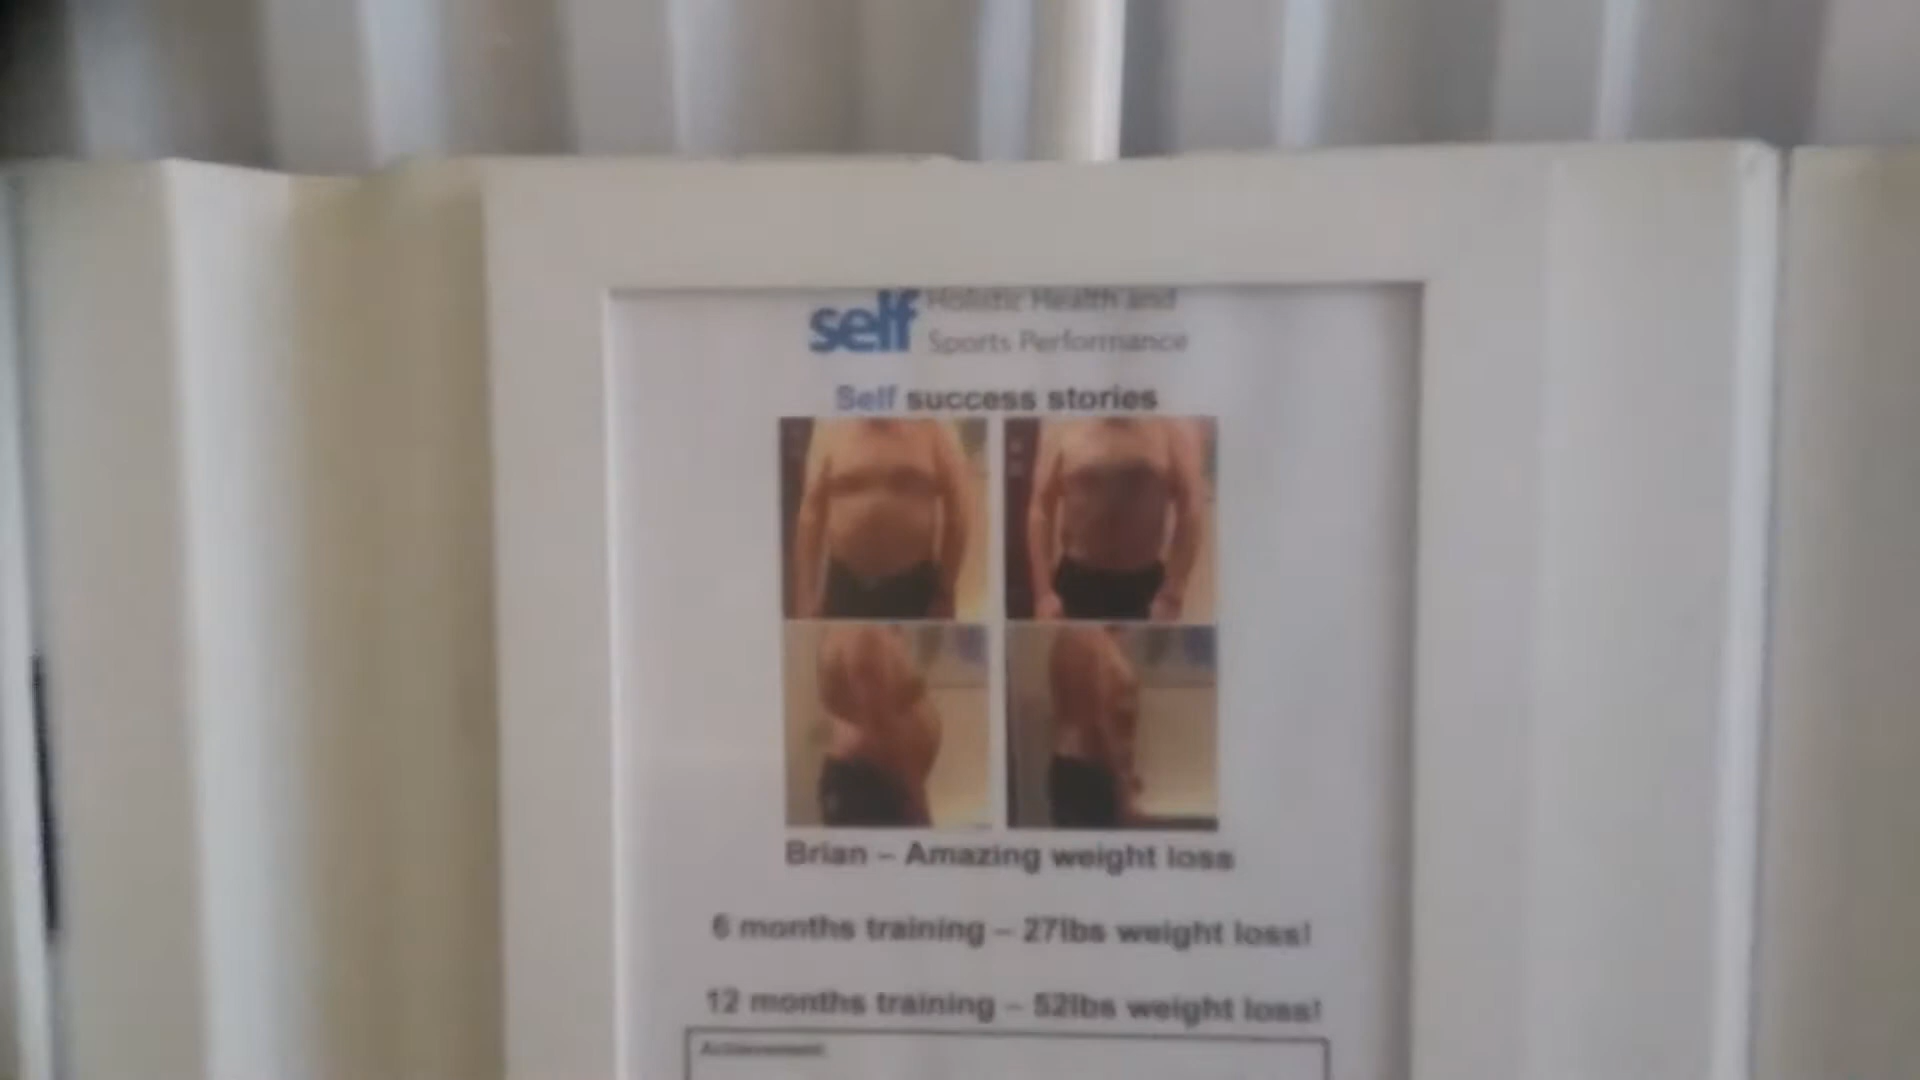 self Holistic Health and
Sports Performance
Self success stories
Brian – Amazing weight loss
6 months training – 27lbs weight loss!
12 months training – 52lbs weight loss!
Achievement: